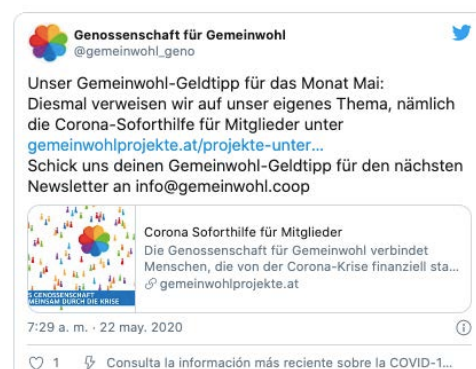 Genossenschaft für Gemeinwohl
@gemeinwohl_geno
Unser Gemeinwohl-Geldtipp für das Monat Mai:
Diesmal verweisen wir auf unser eigenes Thema, nämlich
die Corona-Soforthilfe für Mitglieder unter
gemeinwohlprojekte.at/projekte-unter...
Schick uns deinen Gemeinwohl-Geldtipp für den nächsten
Newsletter an info@gemeinwohl.coop
Corona Soforthilfe für Mitglieder
Die Genossenschaft für Gemeinwohl verbindet
Menschen, die von der Corona-Krise finanziell sta...
gemeinwohlprojekte.at
S GENOSSENSCHAFT
MEINSAM DURCH DIE KRISE
7:29 a. m. · 22 may. 2020
1 Consulta la información más reciente sobre la COVID-1...